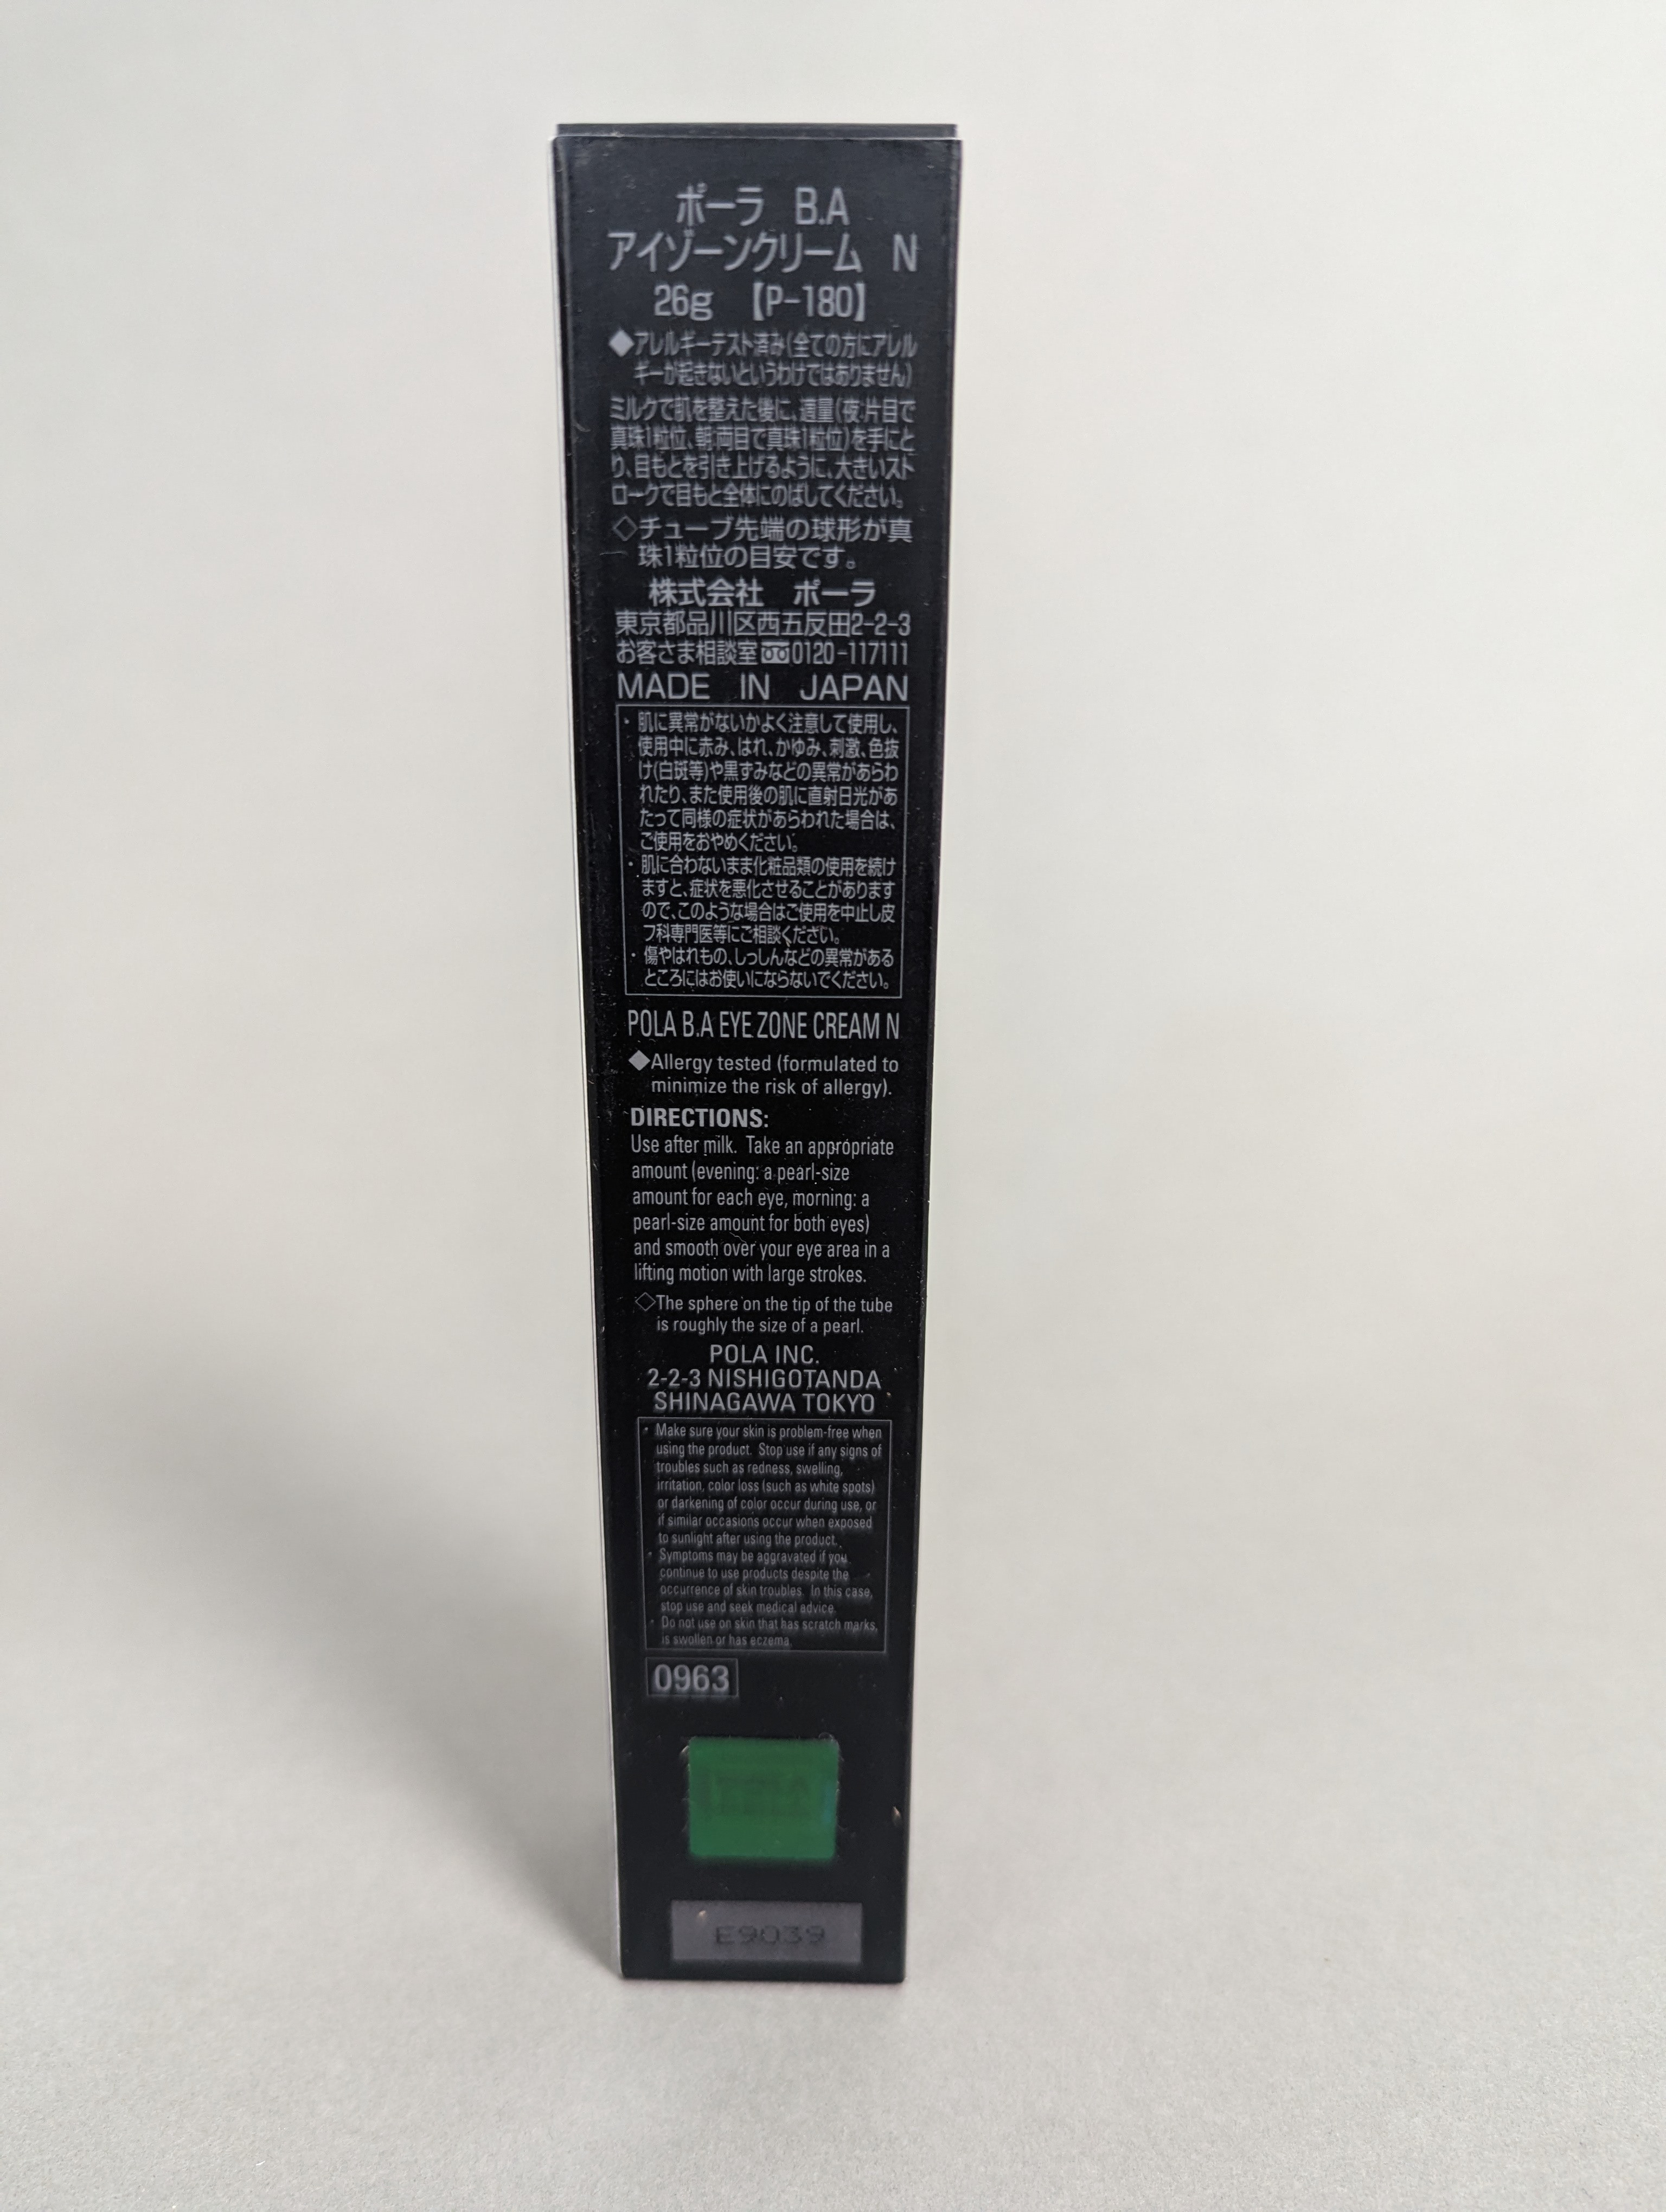 ポーラ B.A
アイゾーンクリーム N
26g 【P-180】
◆アレルギーテスト済み(全ての方にアレル
ギーが起きないというわけではありません)
ミルクで肌を整えた後に、適量(夜:片目で
真珠1粒位、朝:両目で真珠1粒位)を手にと
り、目もとを引き上げるように、大きいスト
ロークで目もと全体にのばしてください。
◇チューブ先端の球形が真
珠1粒位の目安です。
株式会社 ポーラ
東京都品川区西五反田2-2-3
お客さま相談室 0120-117111
MADE IN JAPAN
・肌に異常がないかよく注意して使用し、
使用中に赤み、はれ、かゆみ、刺激、色抜
け(白斑等)や黒ずみなどの異常があらわ
れたり、また使用後の肌に直射日光があ
たって同様の症状があらわれた場合は、
ご使用をおやめください。
・肌に合わないまま化粧品類の使用を続け
ますと、症状を悪化させることがあります
ので、このような場合はご使用を中止し皮
フ科専門医等にご相談ください。
・傷やはれもの、しっしんなどの異常がある
ところにはお使いにならないでください。
POLA B.A EYE ZONE CREAM N
◆Allergy tested (formulated to
minimize the risk of allergy).
DIRECTIONS:
Use after milk. Take an appropriate
amount (evening: a pearl-size
amount for each eye, morning: a
pearl-size amount for both eyes)
and smooth over your eye area in a
lifting motion with large strokes.
◇The sphere on the tip of the tube
is roughly the size of a pearl.
POLA INC.
2-2-3 NISHIGOTANDA
SHINAGAWA TOKYO
・Make sure your skin is problem-free when
using the product. Stop use if any signs of
troubles such as redness, swelling,
irritation, color loss (such as white spots)
or darkening of color occur during use, or
if similar occasions occur when exposed
to sunlight after using the product.
・Symptoms may be aggravated if you
continue to use products despite the
occurrence of skin troubles. In this case,
stop use and seek medical advice.
・Do not use on skin that has scratch marks,
is swollen or has eczema.
0963
POLA
E9039